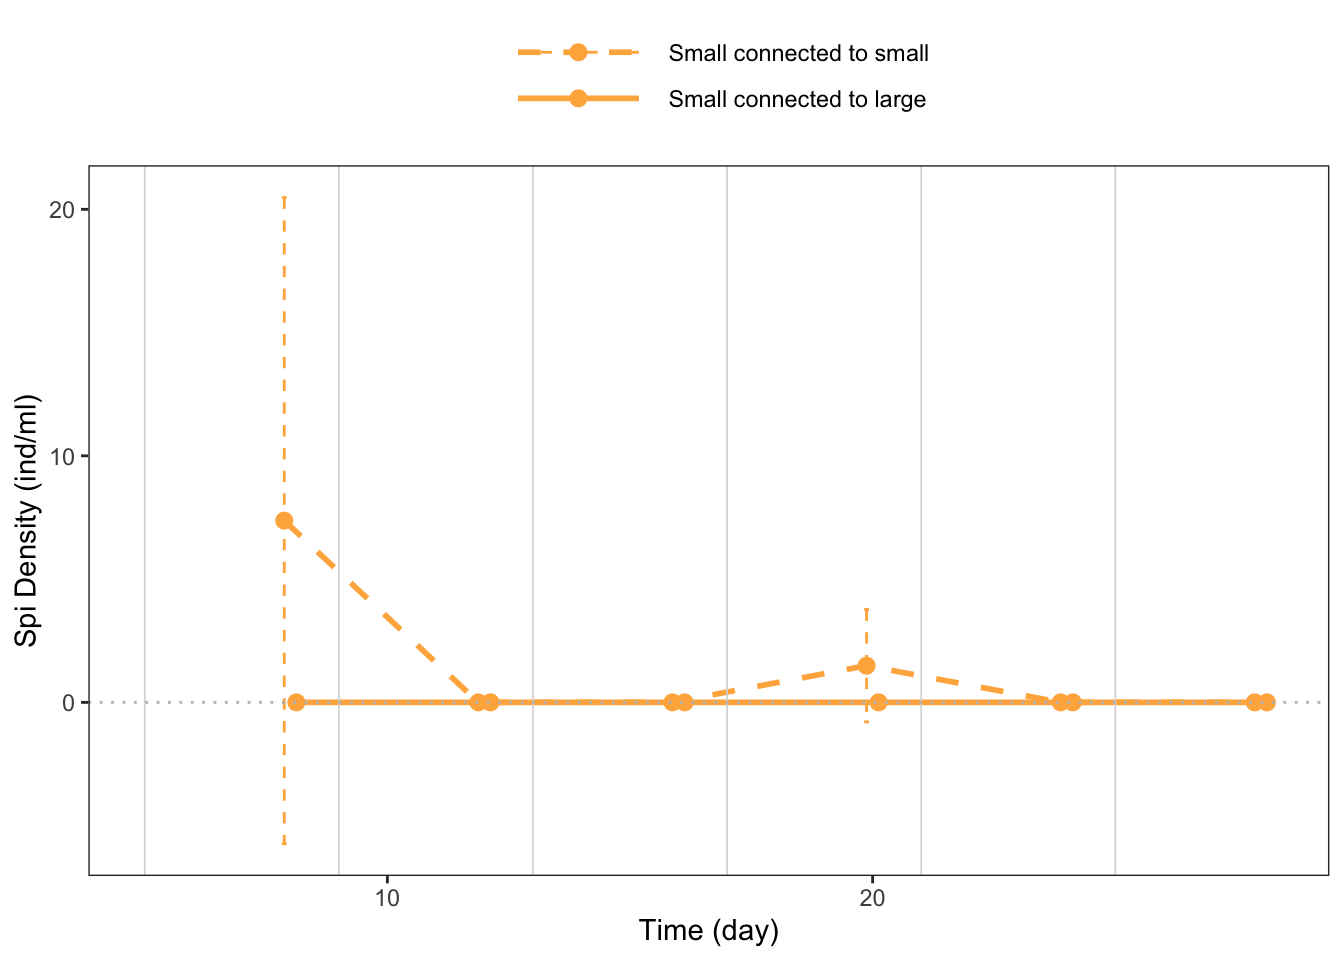 Small connected to small
Small connected to large
20
10
0
Spi Density (ind/ml)
10
20
Time (day)